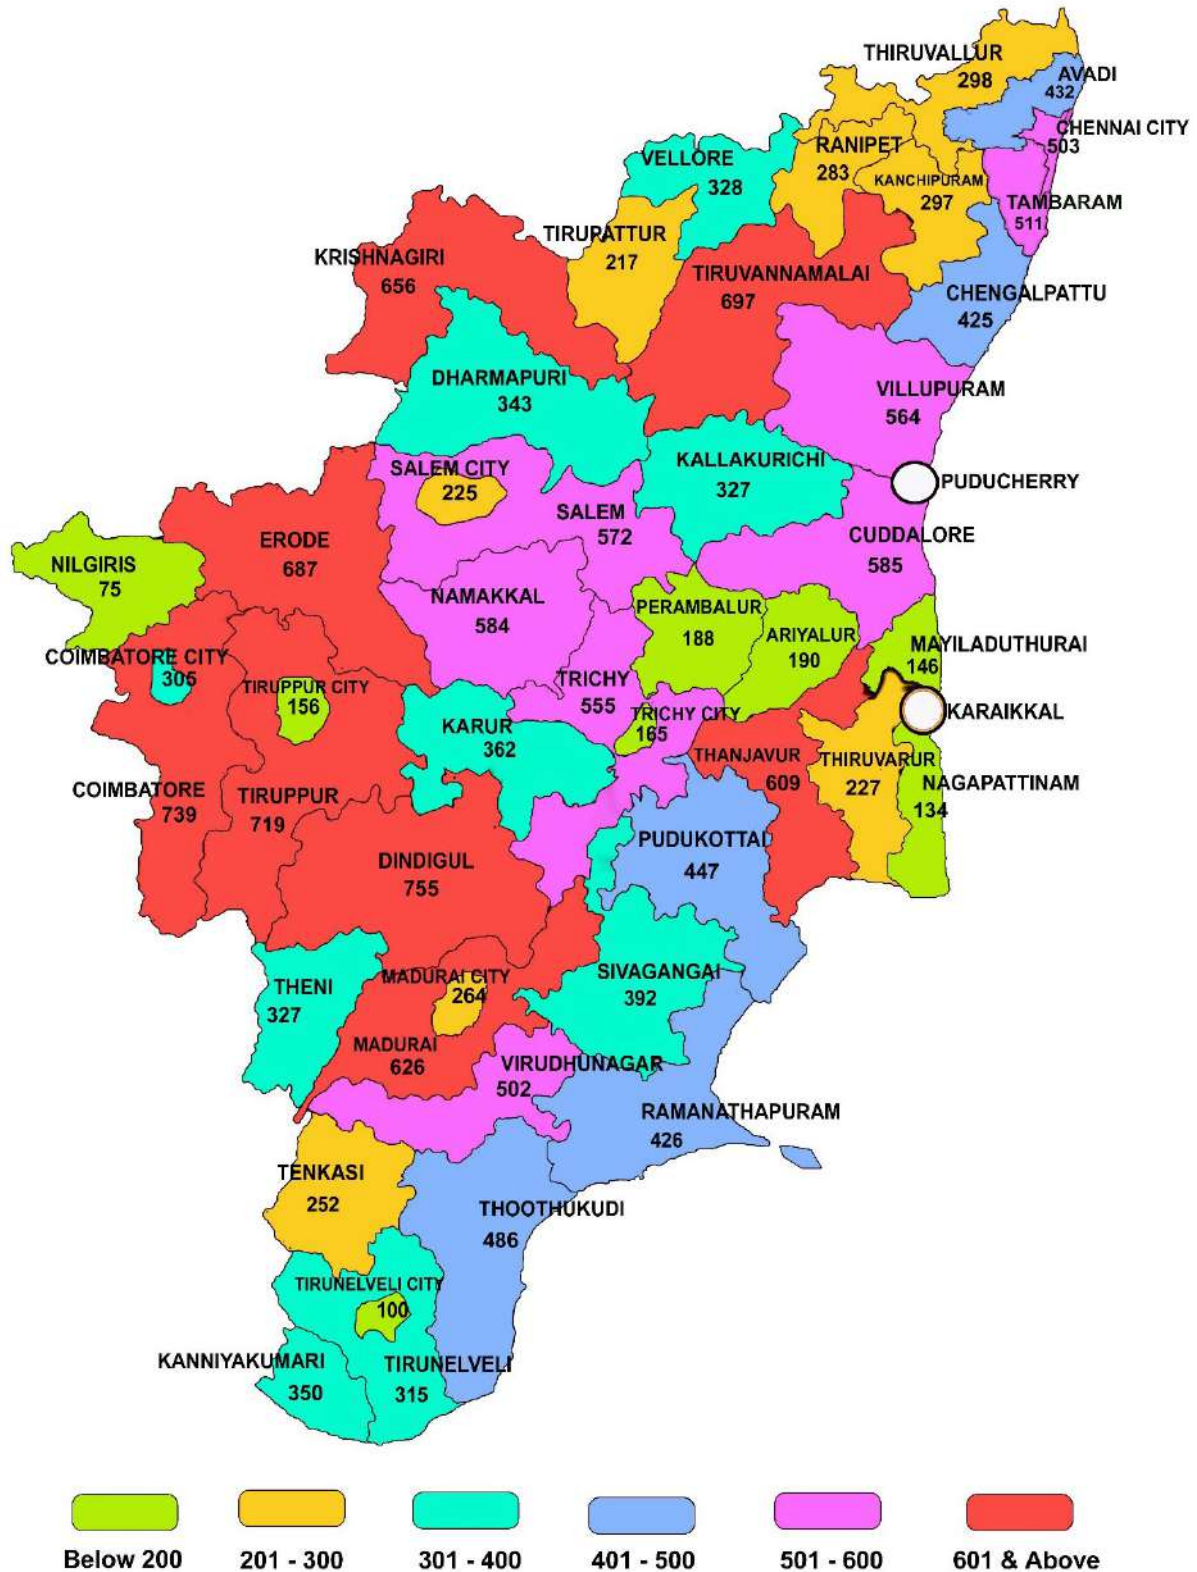 THIRUVALLUR
298
AVADI
432
CHENNAI CITY
503
RANIPET
283
VELLORE
328
KANCHIPURAM
297
TAMBARAM
511
TIRUPATTUR
217
KRISHNAGIRI
656
TIRUVANNAMALAI
697
CHENGALPATTU
425
DHARMAPURI
343
VILLUPURAM
564
SALEM CITY
225
KALLAKURICHI
327
PUDUCHERRY
SALEM
572
CUDDALORE
585
ERODE
687
NILGIRIS
75
NAMAKKAL
584
PERAMBALUR
188
ARIYALUR
190
MAYILADUTHURAI
146
COIMBATORE CITY
305
TIRUPPUR CITY
156
TRICHY
555
TRICHY CITY
165
KARAIKKAL
KARUR
362
THANJAVUR
609
THIRUVARUR
227
NAGAPATTINAM
134
COIMBATORE
739
TIRUPPUR
719
DINDIGUL
755
PUDUKOTTAI
447
THENI
327
MADURAI CITY
264
SIVAGANGAI
392
MADURAI
626
VIRUDHUNAGAR
502
RAMANATHAPURAM
426
TENKASI
252
THOOTHUKUDI
486
TIRUNELVELI CITY
100
KANNIYAKUMARI
350
TIRUNELVELI
315
Below 200
201 - 300
301 - 400
401 - 500
501 - 600
601 & Above